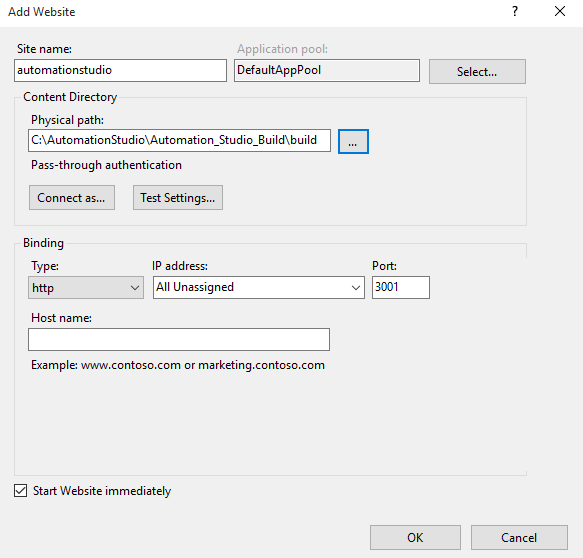 Add Website
?
Site name:
Application pool:
automationstudio
DefaultAppPool
Select...
Content Directory
Physical path:
C:\AutomationStudio\Automation_Studio_Build\build
...
Pass-through authentication
Connect as...
Test Settings...
Binding
Type:
IP address:
Port:
http
All Unassigned
3001
Host name:
Example: www.contoso.com or marketing.contoso.com
Start Website immediately
OK
Cancel